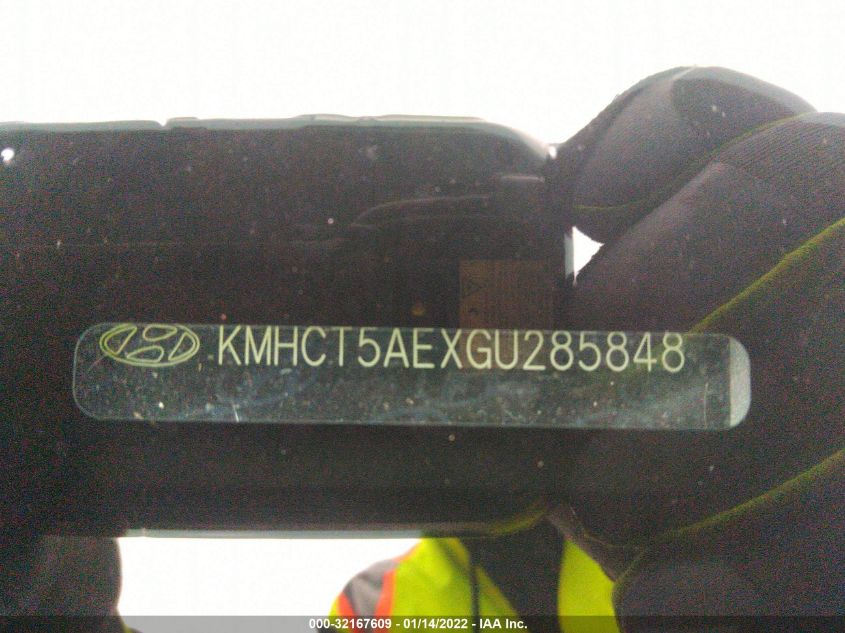 KMHCT5AEXGU285848
000-32167609 - 01/14/2022 - IAA Inc.